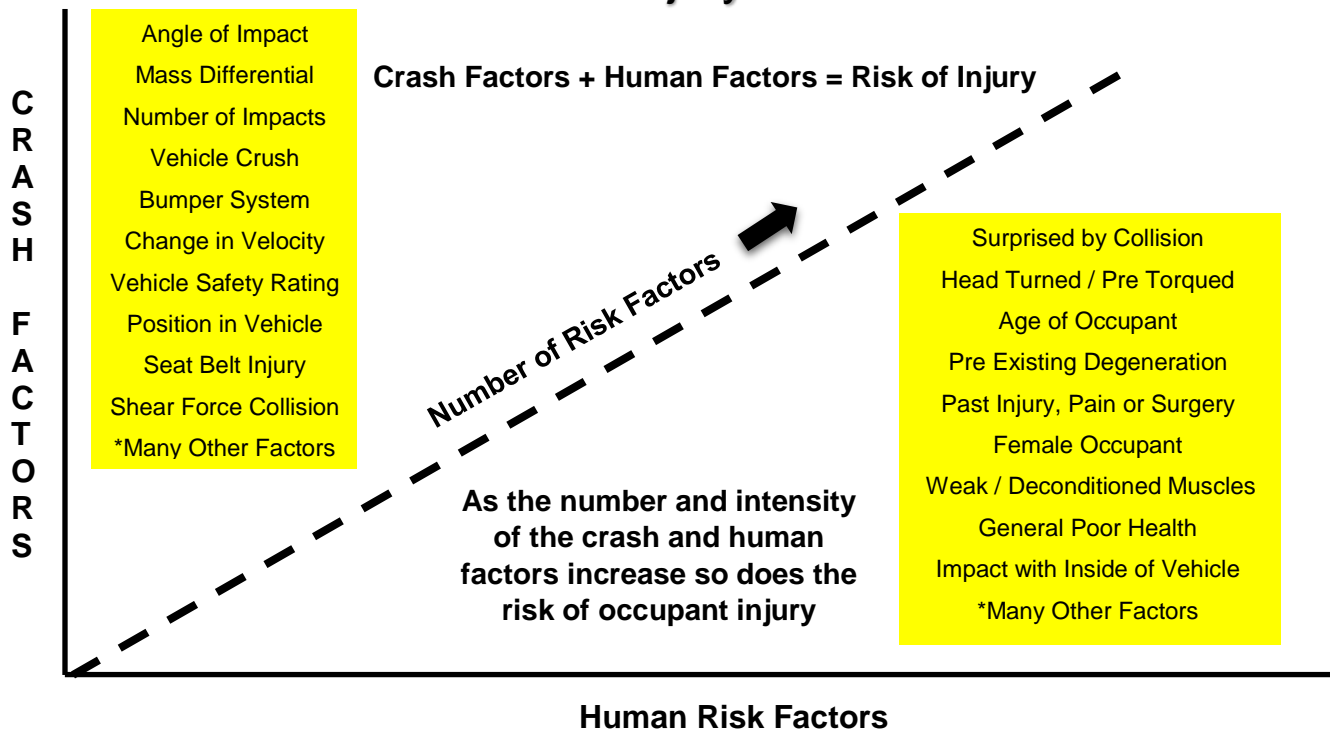 Crash Factors + Human Factors = Risk of Injury
CRASH FACTORS
Angle of Impact
Mass Differential
Number of Impacts
Vehicle Crush
Bumper System
Change in Velocity
Vehicle Safety Rating
Position in Vehicle
Seat Belt Injury
Shear Force Collision
*Many Other Factors
Number of Risk Factors
Surprised by Collision
Head Turned / Pre Torqued
Age of Occupant
Pre Existing Degeneration
Past Injury, Pain or Surgery
Female Occupant
Weak / Deconditioned Muscles
General Poor Health
Impact with Inside of Vehicle
*Many Other Factors
As the number and intensity
of the crash and human
factors increase so does the
risk of occupant injury
Human Risk Factors